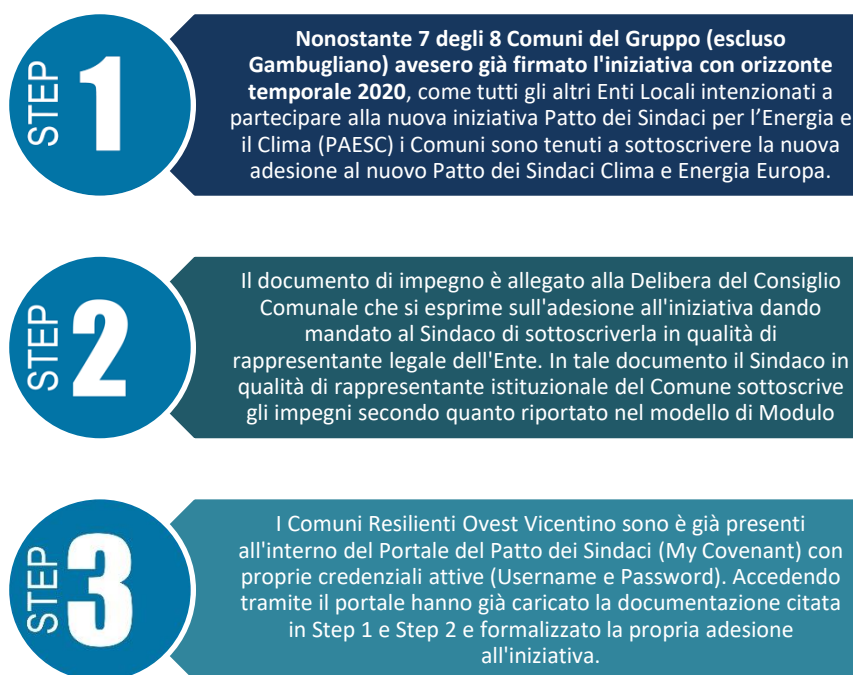 STEP 1
Nonostante 7 degli 8 Comuni del Gruppo (escluso
Gambugliano) avesero già firmato l'iniziativa con orizzonte
temporale 2020, come tutti gli altri Enti Locali intenzionati a
partecipare alla nuova iniziativa Patto dei Sindaci per l’Energia e
il Clima (PAESC) i Comuni sono tenuti a sottoscrivere la nuova
adesione al nuovo Patto dei Sindaci Clima e Energia Europa.
STEP 2
Il documento di impegno è allegato alla Delibera del Consiglio
Comunale che si esprime sull'adesione all'iniziativa dando
mandato al Sindaco di sottoscriverla in qualità di
rappresentante legale dell'Ente. In tale documento il Sindaco in
qualità di rappresentante istituzionale del Comune sottoscrive
gli impegni secondo quanto riportato nel modello di Modulo
STEP 3
I Comuni Resilienti Ovest Vicentino sono è già presenti
all'interno del Portale del Patto dei Sindaci (My Covenant) con
proprie credenziali attive (Username e Password). Accedendo
tramite il portale hanno già caricato la documentazione citata
in Step 1 e Step 2 e formalizzato la propria adesione
all'iniziativa.